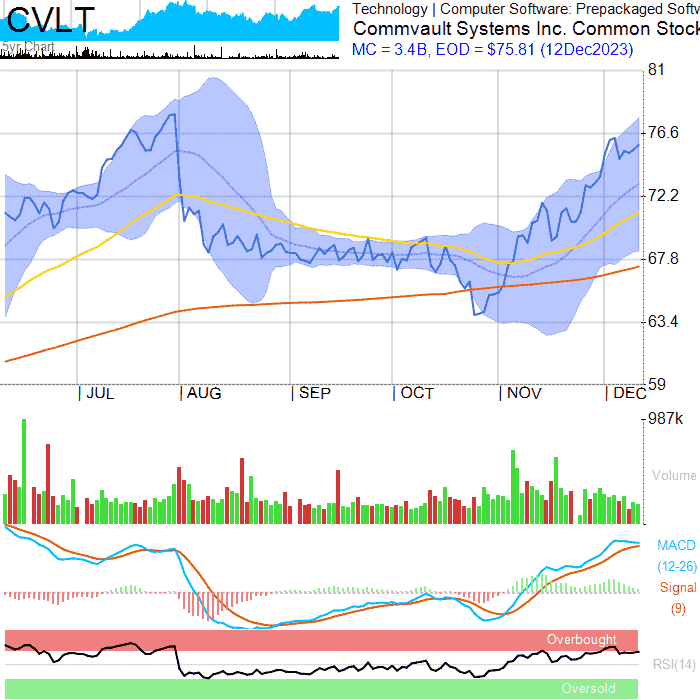 CVLT
5yr Chart
Technology | Computer Software: Prepackaged Softw
Commvault Systems Inc. Common Stock
MC = 3.4B, EOD = $75.81 (12Dec2023)
81
76.6
72.2
67.8
63.4
59
| JUL | AUG | SEP | OCT | NOV | DEC
987k
Volume
MACD
(12-26)
Signal
(9)
Overbought
RSI(14)
Oversold